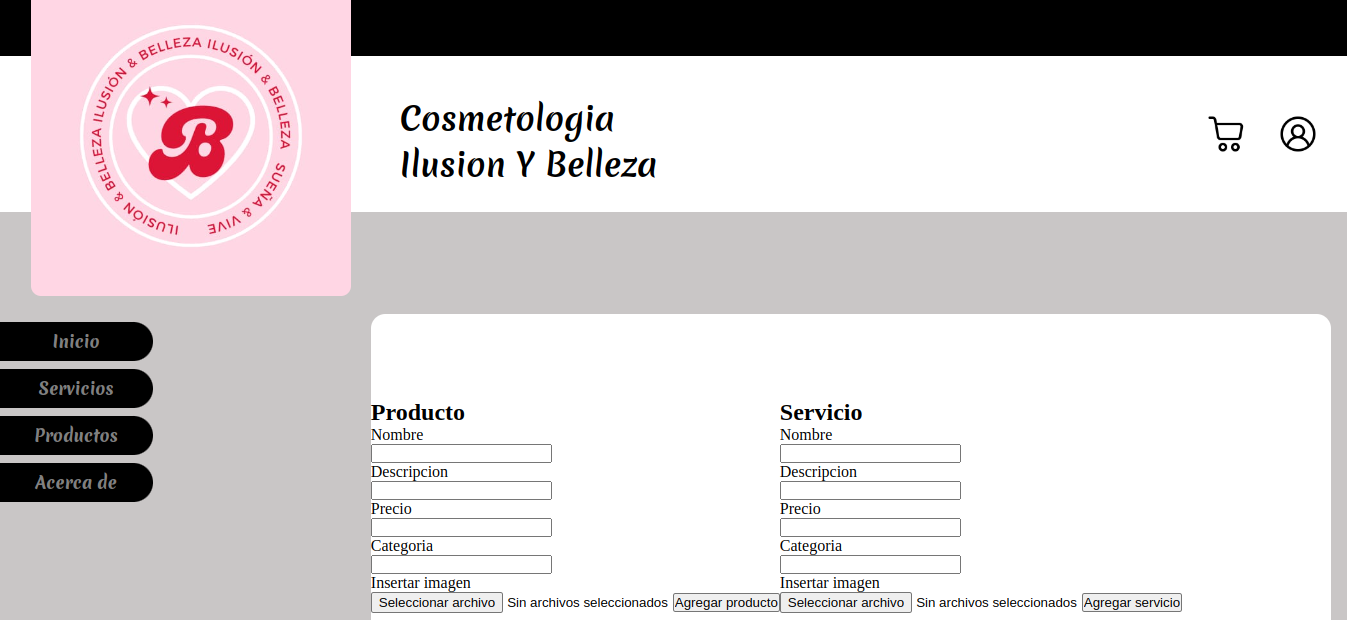 ILUSIÓN & BELLEZA ILUSIÓN & BELLEZA ILUSIÓN & BELLEZA SUEÑA & VIVE
B
Cosmetologia
Ilusion Y Belleza
Inicio
Servicios
Productos
Acerca de
Producto
Nombre
Descripcion
Precio
Categoria
Insertar imagen
Seleccionar archivo Sin archivos seleccionados Agregar producto
Servicio
Nombre
Descripcion
Precio
Categoria
Insertar imagen
Seleccionar archivo Sin archivos seleccionados Agregar servicio